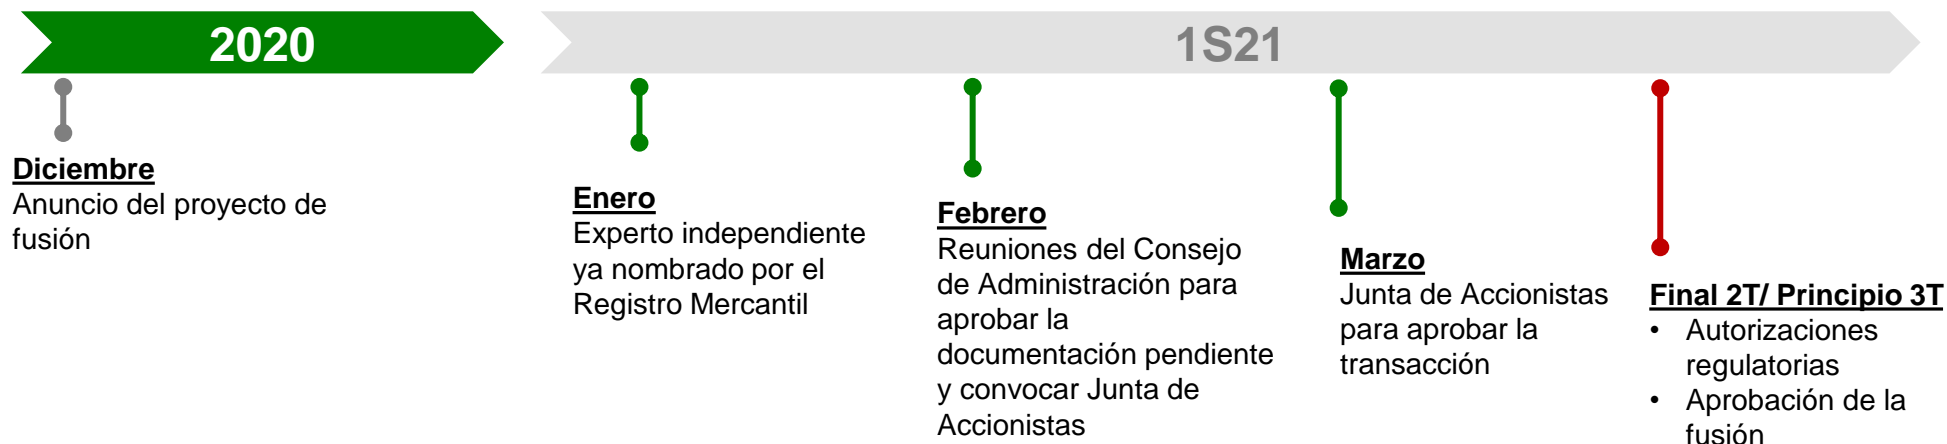 2020
1S21
Diciembre
Anuncio del proyecto de
fusión
Enero
Experto independiente
ya nombrado por el
Registro Mercantil
Febrero
Reuniones del Consejo
de Administración para
aprobar la
documentación pendiente
y convocar Junta de
Accionistas
Marzo
Junta de Accionistas
para aprobar la
transacción
Final 2T/ Principio 3T
• Autorizaciones
regulatorias
• Aprobación de la
fusión